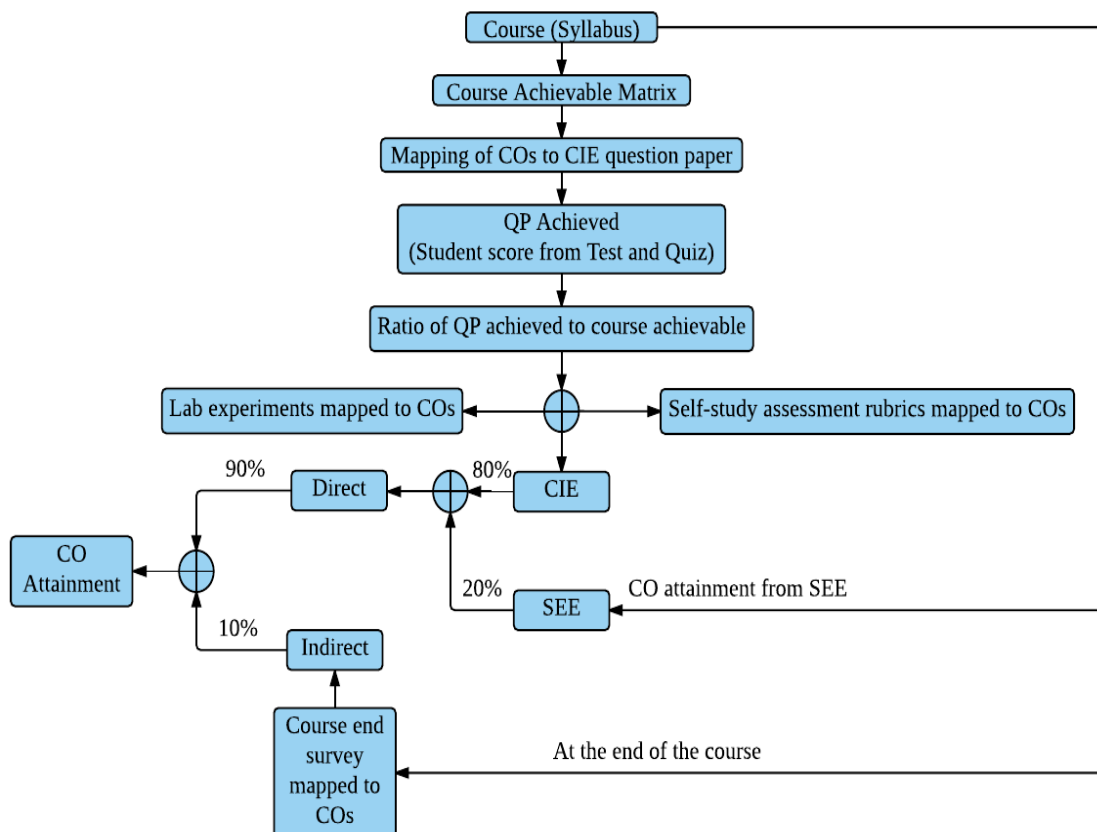 Course (Syllabus)
Course Achievable Matrix
Mapping of COs to CIE question paper
QP Achieved
(Student score from Test and Quiz)
Ratio of QP achieved to course achievable
Lab experiments mapped to COs
Self-study assessment rubrics mapped to COs
90%
Direct
80%
CIE
CO
Attainment
20%
SEE
CO attainment from SEE
10%
Indirect
Course end
survey
mapped to
COs
At the end of the course